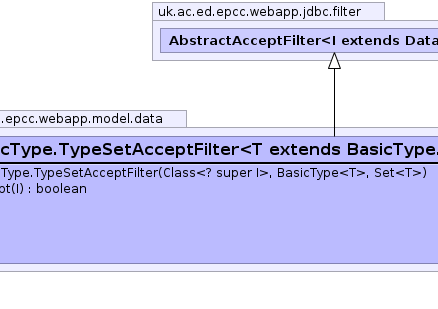 uk.ac.ed.epcc.webapp.jdbc.filter
AbstractAcceptFilter<I extends Data
.epcc.webapp.model.data
cType.TypeSetAcceptFilter<T extends BasicType.
Type.TypeSetAcceptFilter(Class<? super I>, BasicType<T>, Set<T>)
pt(I) : boolean